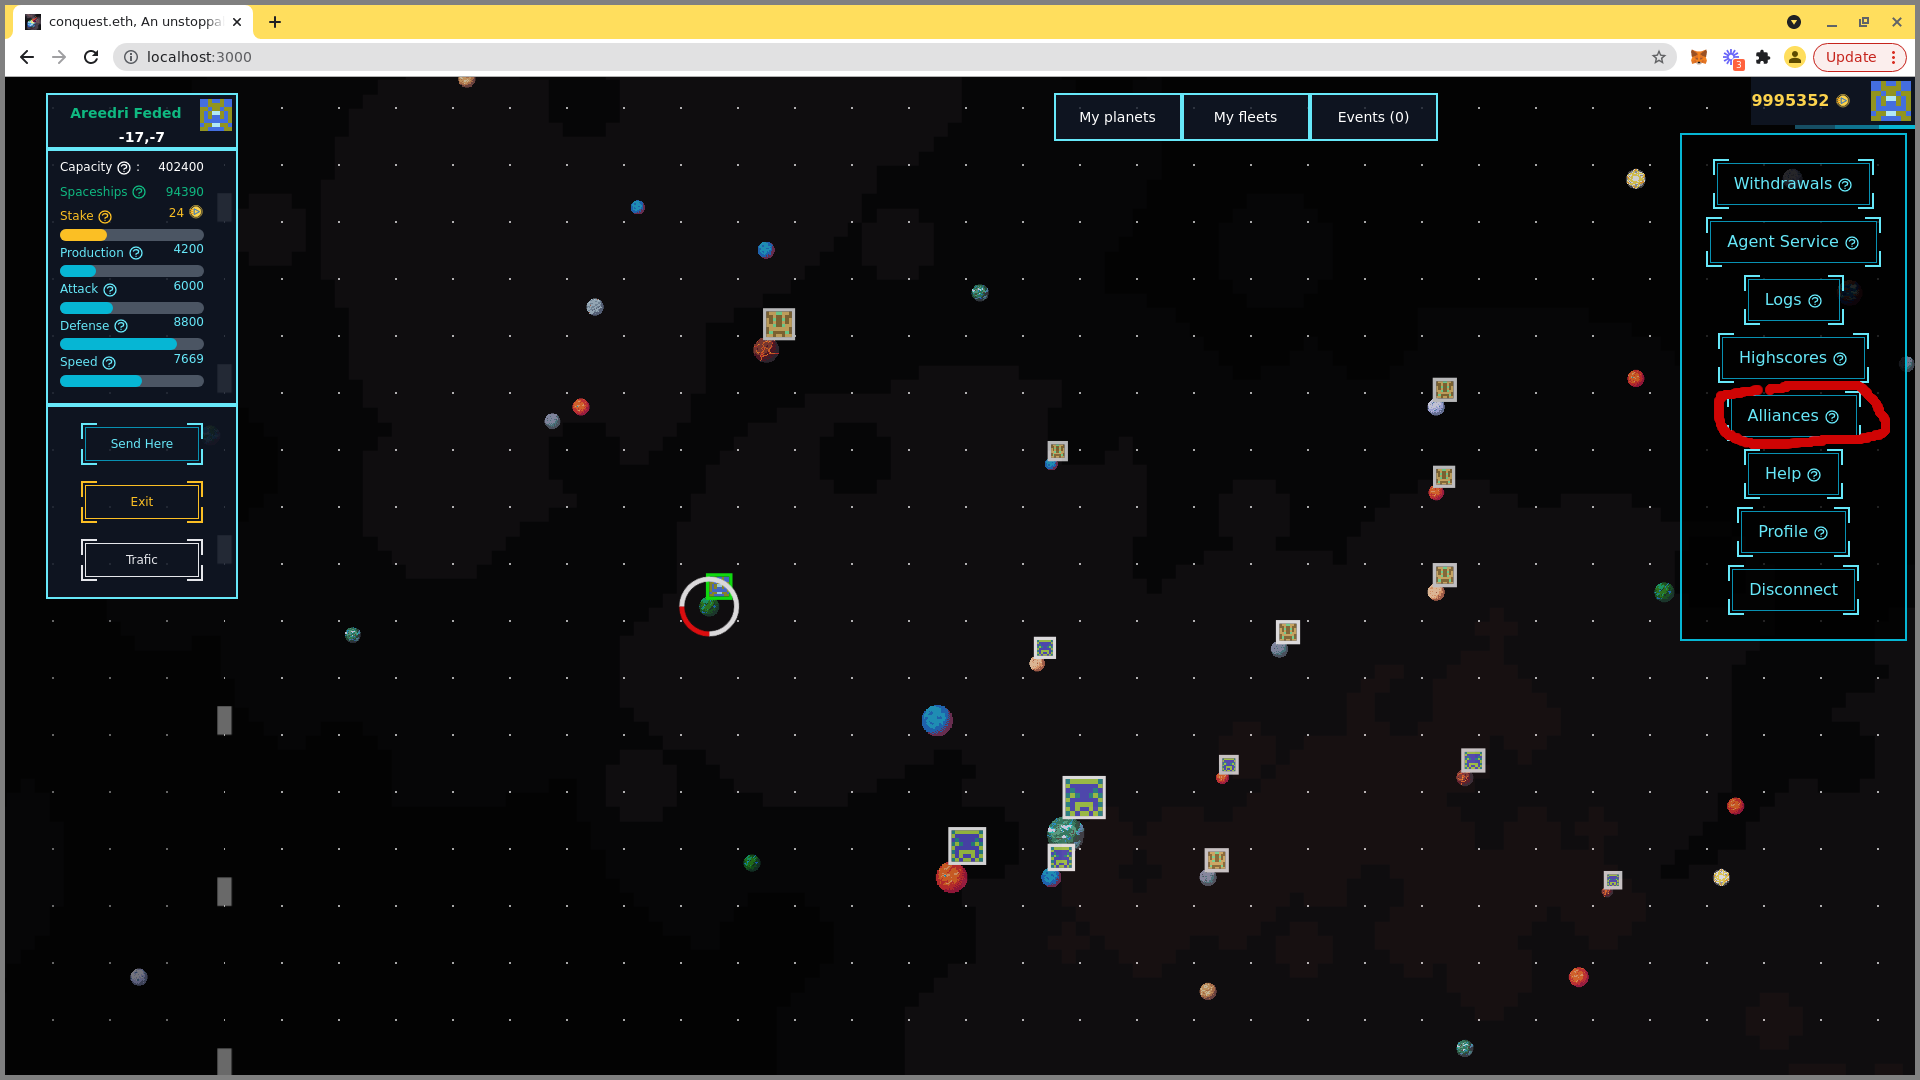 conquest.eth, An unstoppa
localhost:3000
3
Update
Areedri Feded
-17,-7
Capacity ? : 402400
Spaceships ? 94390
Stake ? 24
Production ? 4200
Attack ? 6000
Defense ? 8800
Speed ? 7669
Send Here
Exit
Trafic
My planets
My fleets
Events (0)
9995352
Withdrawals ?
Agent Service ?
Logs ?
Highscores ?
Alliances ?
Help ?
Profile ?
Disconnect